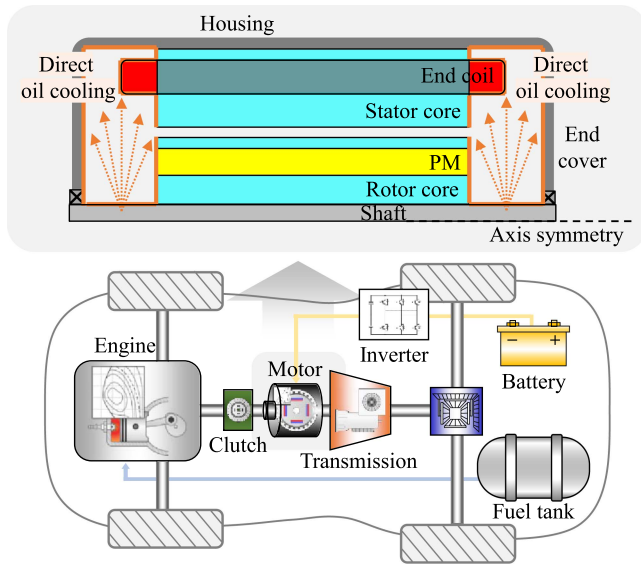 Housing
Direct
oil cooling
End coil
Direct
oil cooling
Stator core
End
cover
PM
Rotor core
Shaft
Axis symmetry
Engine
Motor
Inverter
− +
Battery
Clutch
Transmission
Fuel tank